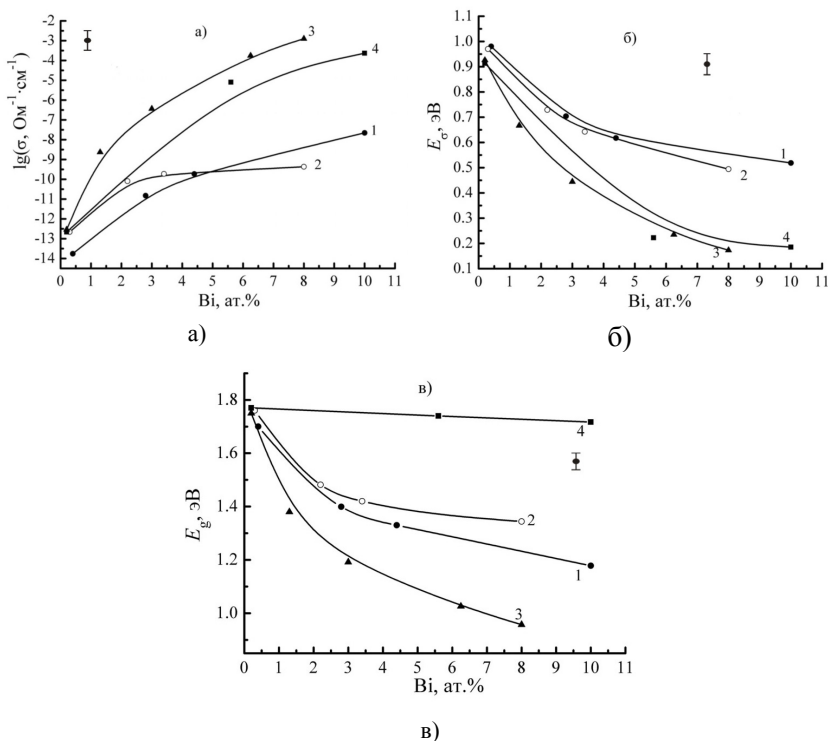 а)
lg(σ, Ом⁻¹·см⁻¹)
-2
-3
-4
-5
-6
-7
-8
-9
-10
-11
-12
-13
-14
0 1 2 3 4 5 6 7 8 9 10 11
Bi, ат.%
3
4
1
2
а)
б)
Eσ, эВ
1.1
1.0
0.9
0.8
0.7
0.6
0.5
0.4
0.3
0.2
0.1
0 1 2 3 4 5 6 7 8 9 10 11
Bi, ат.%
1
2
4
3
б)
в)
Eg, эВ
1.8
1.6
1.4
1.2
1.0
0 1 2 3 4 5 6 7 8 9 10 11
Bi, ат.%
4
2
1
3
в)